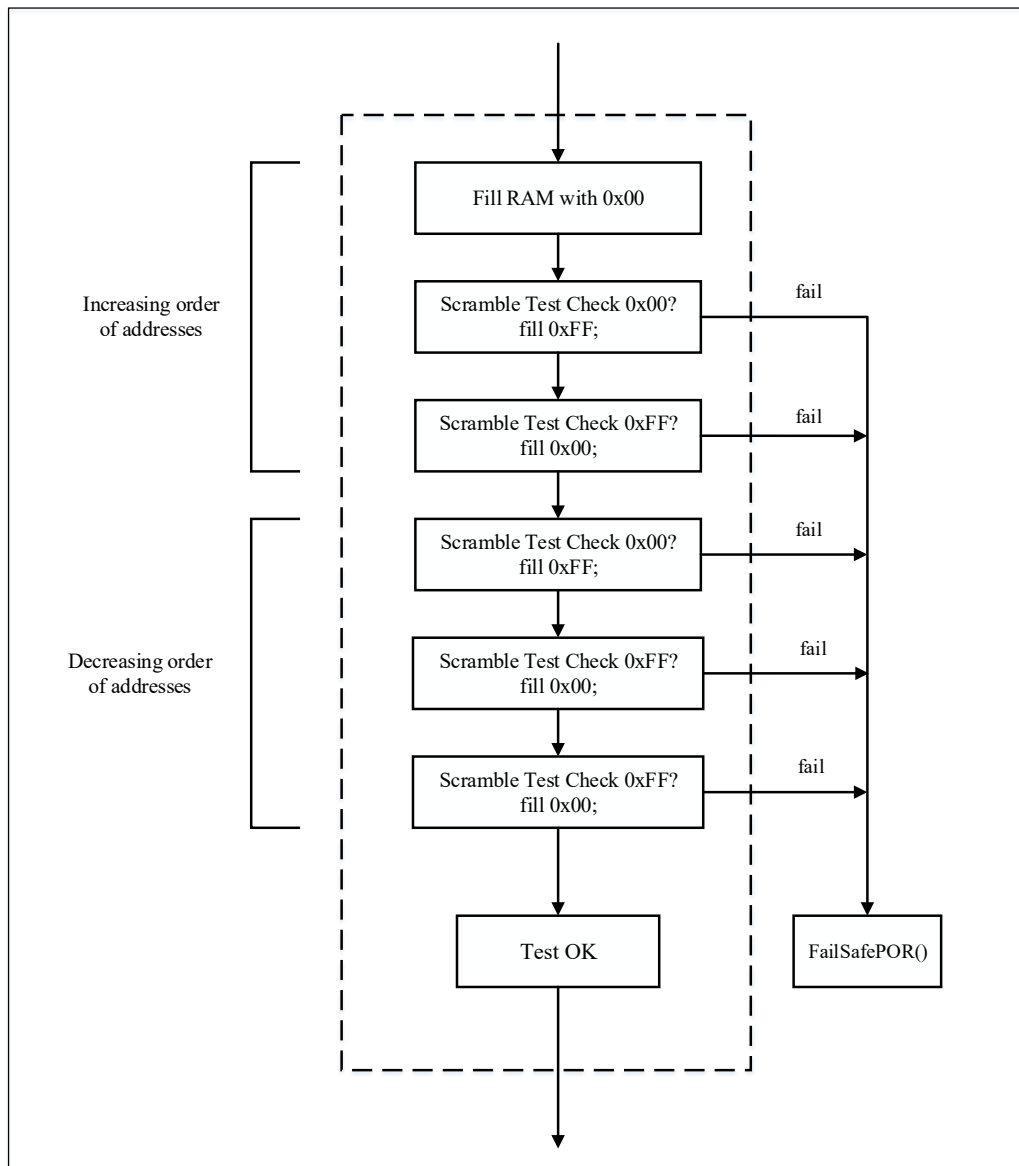 Fill RAM with 0x00
Increasing order
of addresses
Scramble Test Check 0x00?
fill 0xFF;
fail
Scramble Test Check 0xFF?
fill 0x00;
fail
Decreasing order
of addresses
Scramble Test Check 0x00?
fill 0xFF;
fail
Scramble Test Check 0xFF?
fill 0x00;
fail
Scramble Test Check 0xFF?
fill 0x00;
fail
Test OK
FailSafePOR()